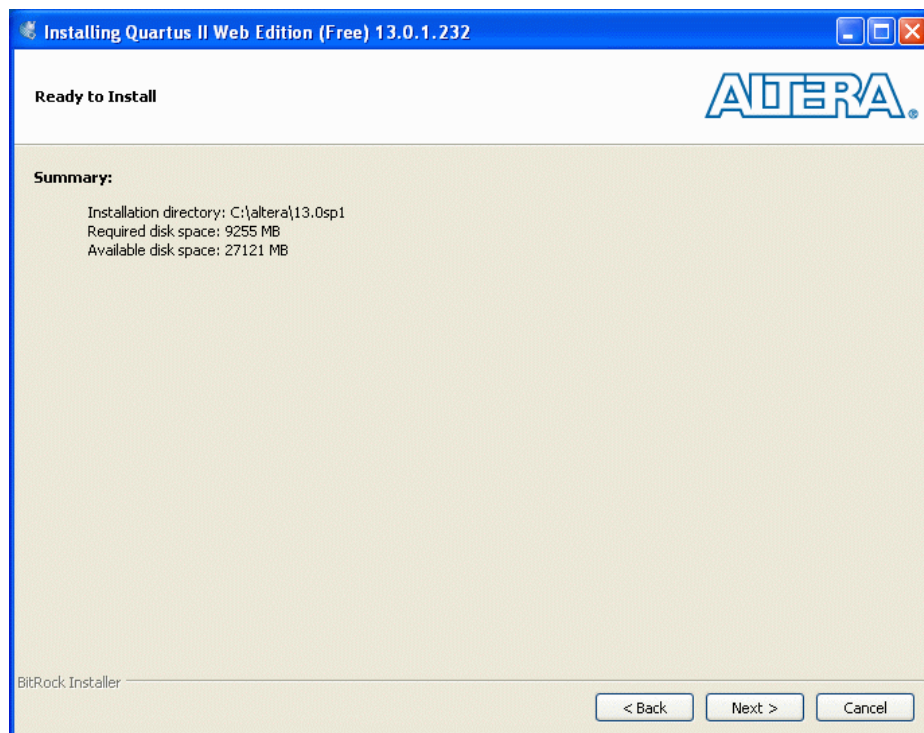 Installing Quartus II Web Edition (Free) 13.0.1.232
Ready to Install
ALTERA®
Summary:
Installation directory: C:\altera\13.0sp1
Required disk space: 9255 MB
Available disk space: 27121 MB
BitRock Installer
< Back
Next >
Cancel